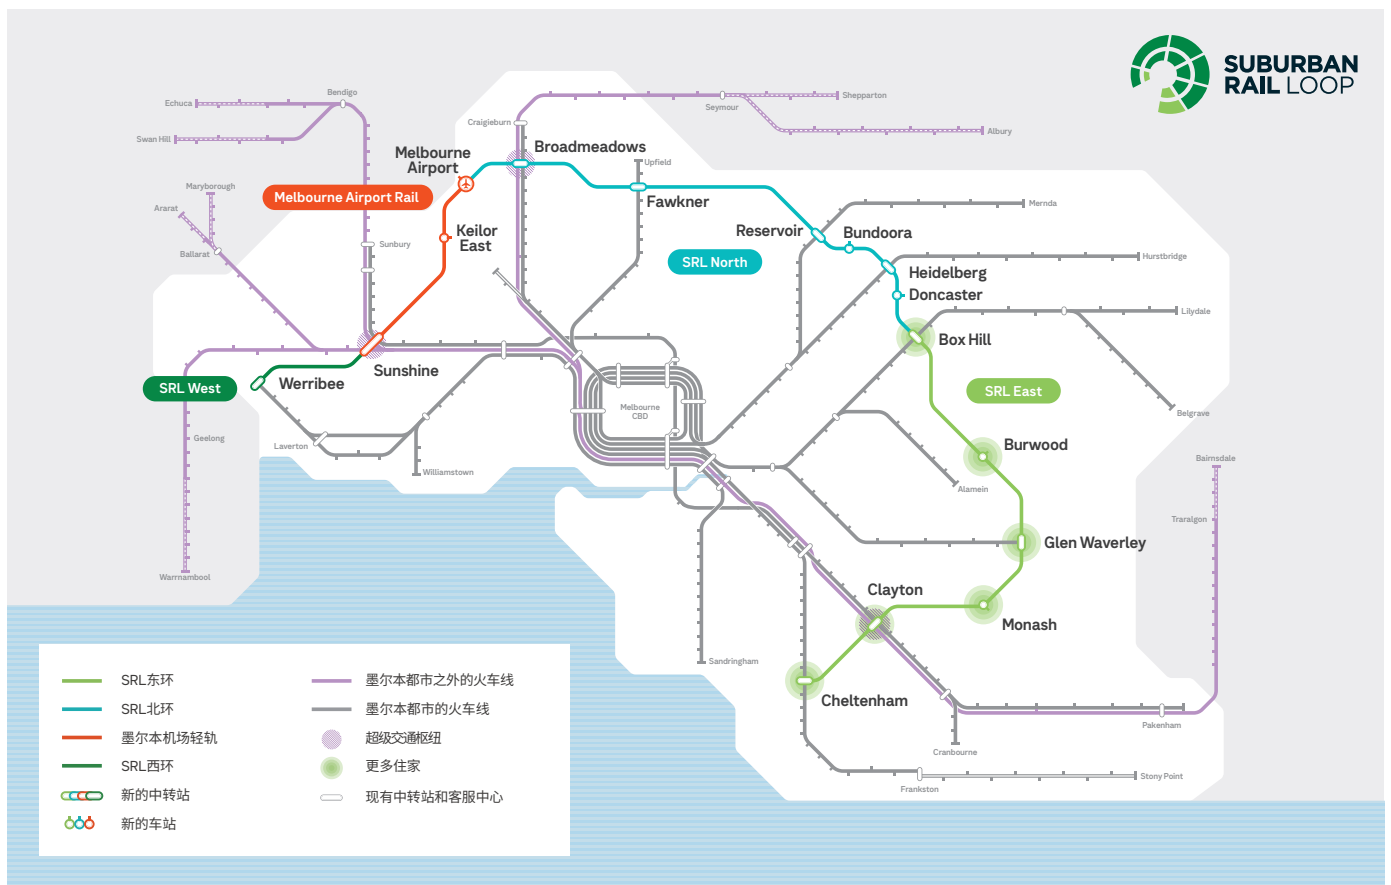 SUBURBAN
RAIL LOOP
Echuca
Bendigo
Swan Hill
Maryborough
Ararat
Ballarat
Sunbury
Craigieburn
Seymour
Shepparton
Albury
Melbourne
Airport
Broadmeadows
Upfield
Melbourne Airport Rail
Keilor
East
Fawkner
Reservoir
Bundoora
Mernda
SRL North
Heidelberg
Hurstbridge
Doncaster
Lilydale
Box Hill
Sunshine
SRL West
Werribee
SRL East
Belgrave
Melbourne
CBD
Geelong
Laverton
Williamstown
Burwood
Bairnsdale
Alamein
Traralgon
Glen Waverley
Warrnambool
Clayton
Monash
Sandringham
Cheltenham
Pakenham
Cranbourne
Stony Point
Frankston
SRL东环
SRL北环
墨尔本机场轻轨
SRL西环
新的中转站
新的车站
墨尔本都市之外的火车线
墨尔本都市的火车线
超级交通枢纽
更多住家
现有中转站和客服中心